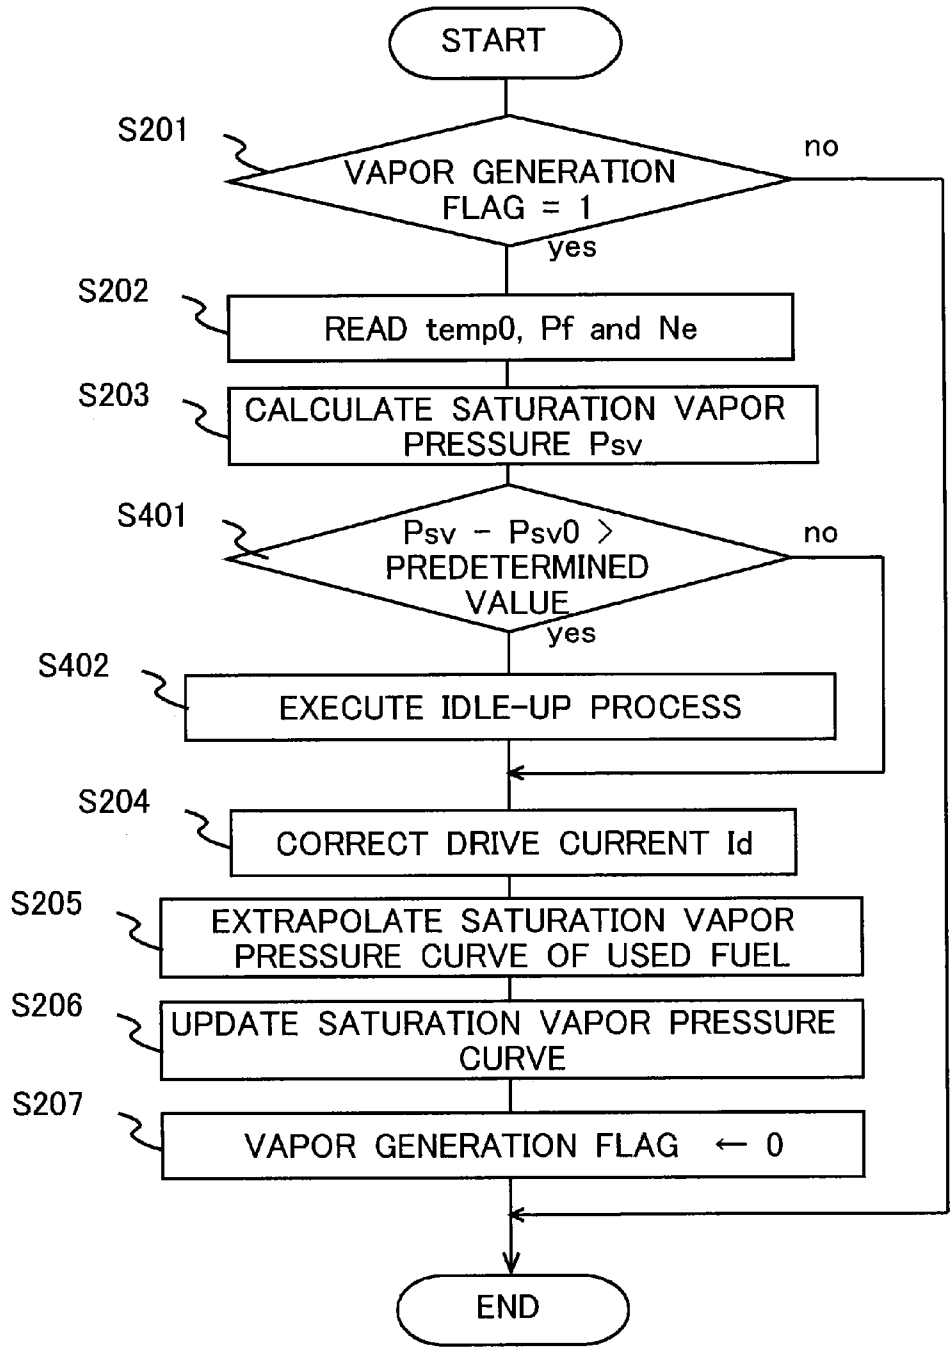 START
S201
no
VAPOR GENERATION
FLAG = 1
yes
S202
READ temp0, Pf and Ne
S203
CALCULATE SATURATION VAPOR
PRESSURE Psv
S401
Psv - Psv0 >
no
PREDETERMINED
VALUE
yes
S402
EXECUTE IDLE-UP PROCESS
S204
CORRECT DRIVE CURRENT Id
S205
EXTRAPOLATE SATURATION VAPOR
PRESSURE CURVE OF USED FUEL
S206
UPDATE SATURATION VAPOR PRESSURE
CURVE
S207
VAPOR GENERATION FLAG ← 0
END